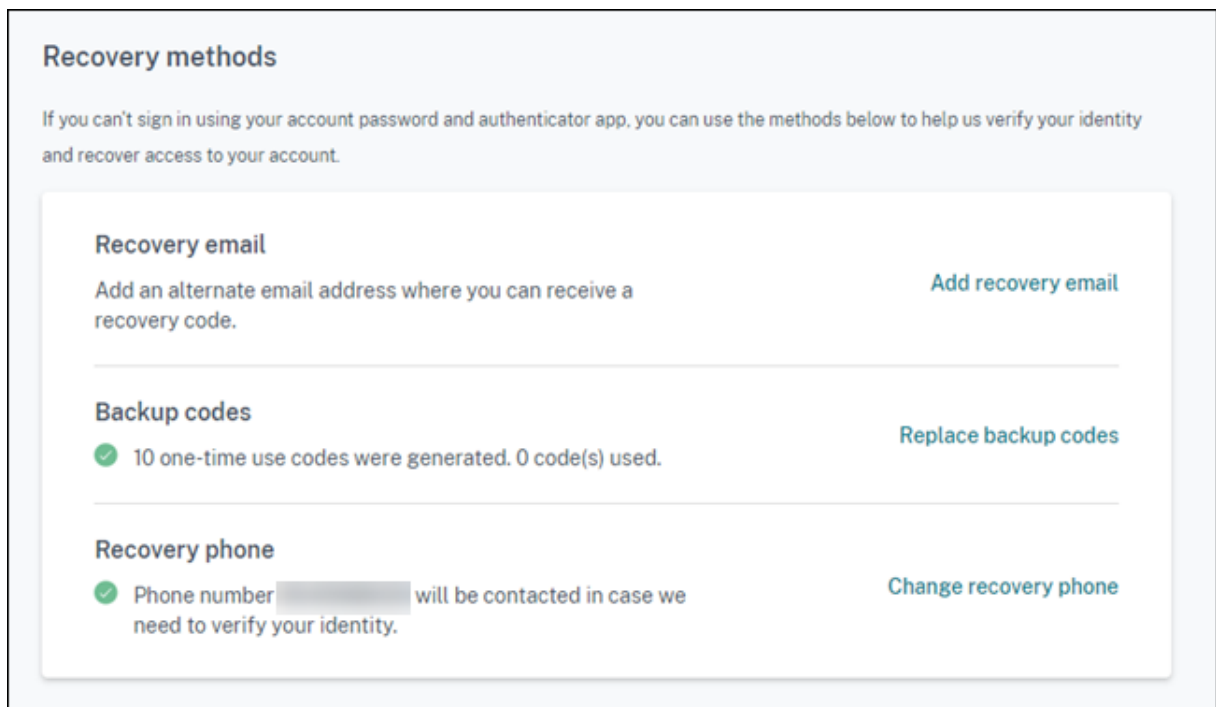 Recovery methods
If you can't sign in using your account password and authenticator app, you can use the methods below to help us verify your identity
and recover access to your account.
Recovery email
Add an alternate email address where you can receive a
recovery code.
Add recovery email
Backup codes
10 one-time use codes were generated. 0 code(s) used.
Replace backup codes
Recovery phone
Phone number will be contacted in case we
need to verify your identity.
Change recovery phone